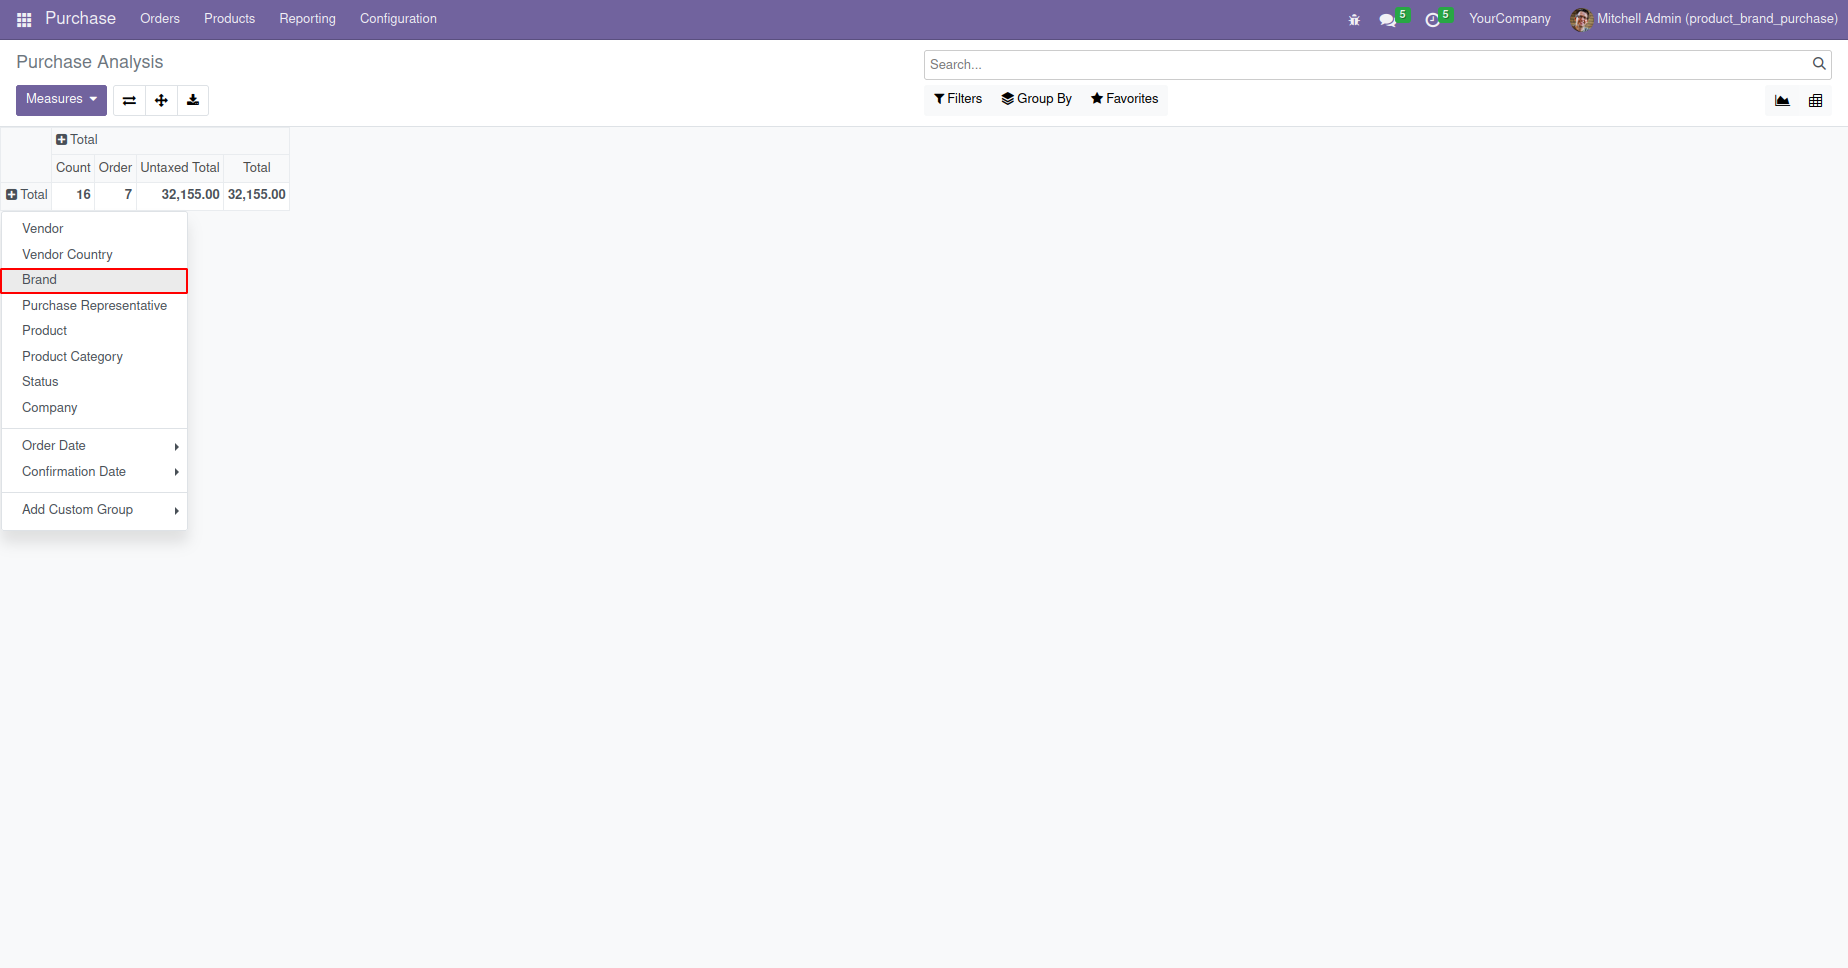 Purchase Orders Products Reporting Configuration 5 5 YourCompany Mitchell Admin (product_brand_purchase)
Purchase Analysis
Search...
Measures
Filters Group By Favorites
Total
Count Order Untaxed Total Total
Total 16 7 32,155.00 32,155.00
Vendor
Vendor Country
Brand
Purchase Representative
Product
Product Category
Status
Company
Order Date
Confirmation Date
Add Custom Group